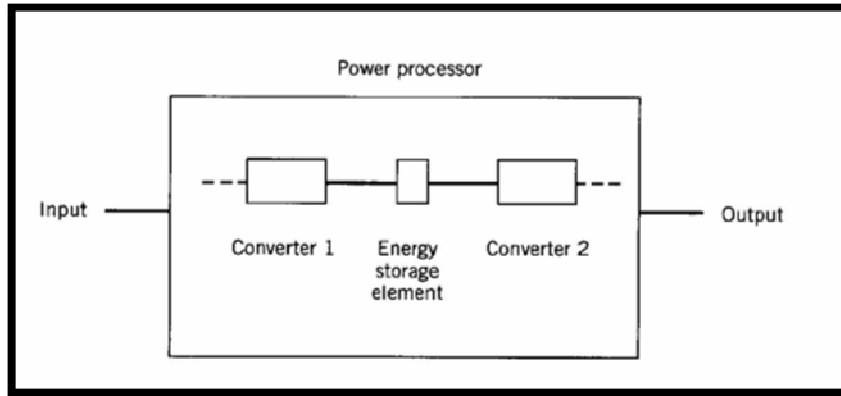 Power processor
Input
Output
Converter 1
Energy
storage
element
Converter 2